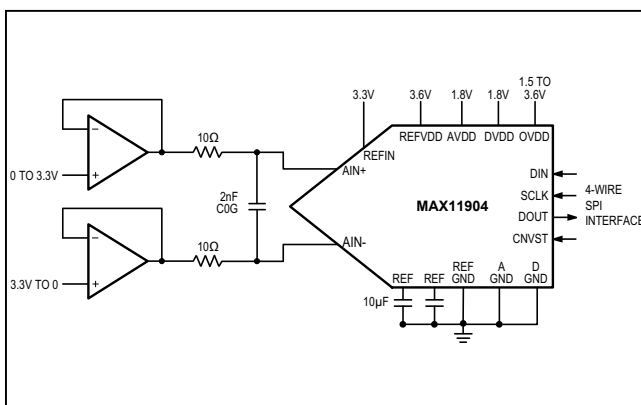 1.5 TO
3.3V 3.6V 1.8V 1.8V 3.6V
REFVDD AVDD DVDD OVDD
REFIN
10Ω
−
+
0 TO 3.3V
AIN+
DIN
SCLK
DOUT
CNVST
4-WIRE
SPI
INTERFACE
2nF
C0G
MAX11904
10Ω
AIN-
−
+
3.3V TO 0
REF REF REF GND A GND D GND
10µF